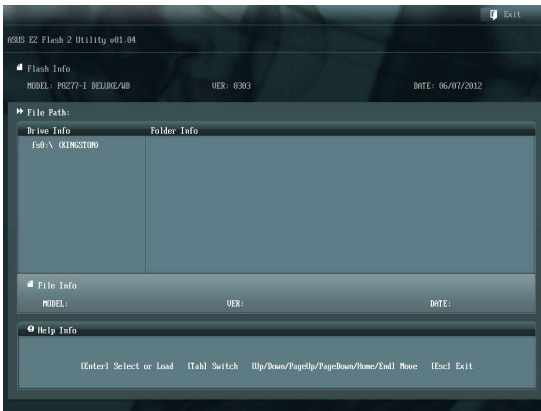 Exit
ASUS EZ Flash 2 Utility v01.04
Flash Info
MODEL: P8Z77-I DELUXE/WD VER: 0303 DATE: 06/07/2012
File Path:
Drive Info Folder Info
fs0:\ (KINGSTON)
File Info
MODEL: VER: DATE:
Help Info
[Enter] Select or Load [Tab] Switch [Up/Down/PageUp/PageDown/Home/End] Move [Esc] Exit